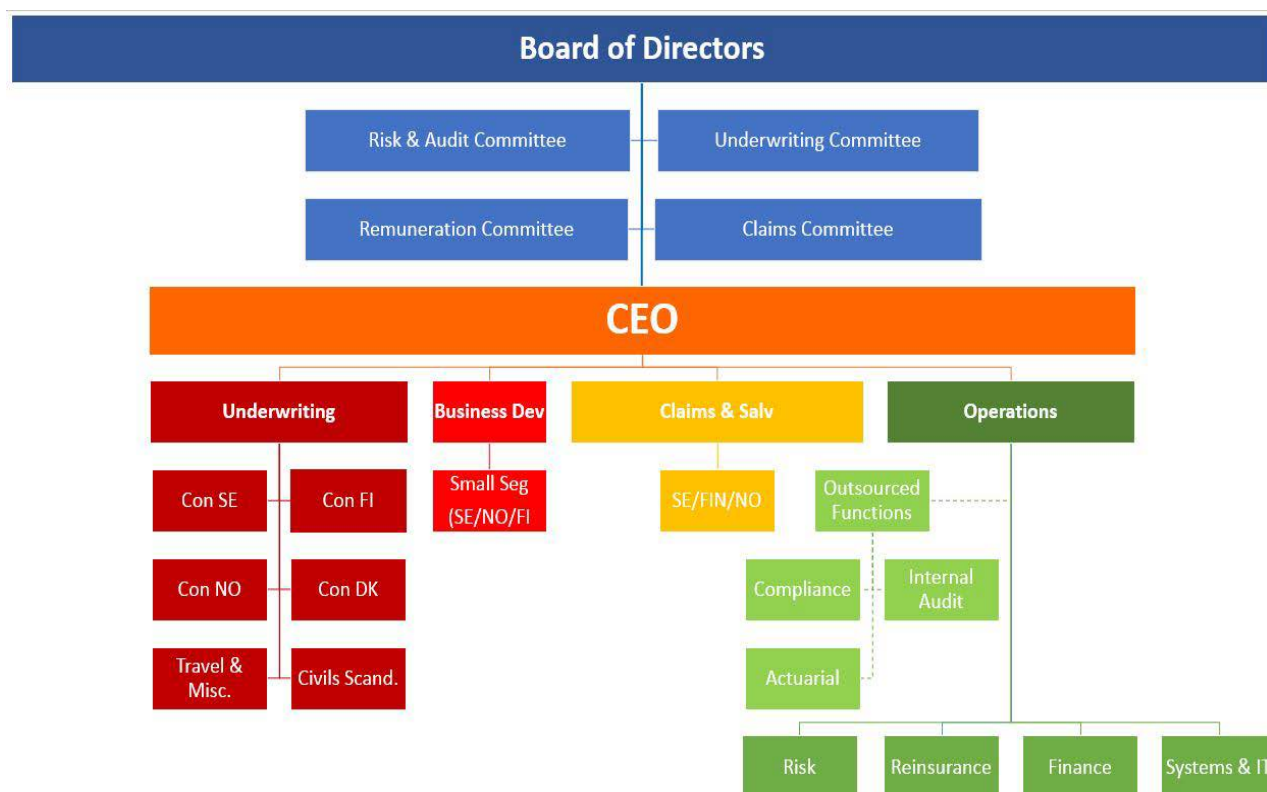 Board of Directors
Risk & Audit Committee
Underwriting Committee
Remuneration Committee
Claims Committee
CEO
Underwriting
Business Dev
Claims & Salv
Operations
Con SE
Con FI
Small Seg
(SE/NO/FI
SE/FIN/NO
Outsourced
Functions
Con NO
Con DK
Compliance
Internal
Audit
Travel &
Misc.
Civils Scand.
Actuarial
Risk
Reinsurance
Finance
Systems & IT